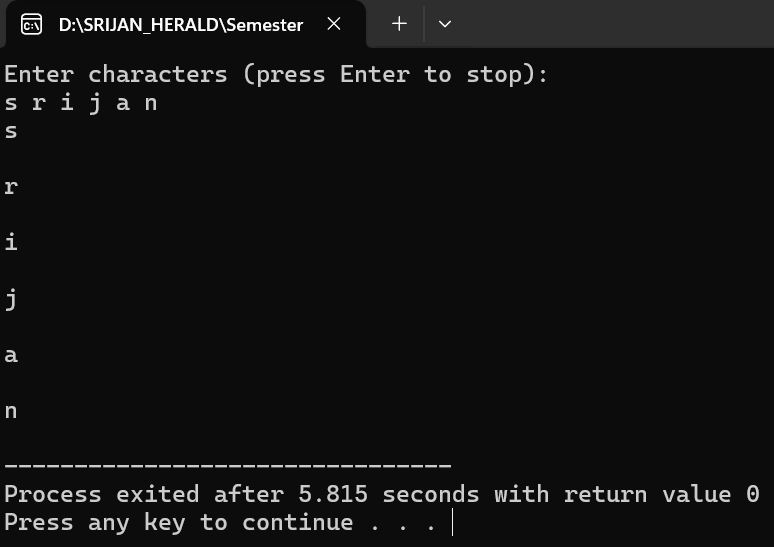 D:\SRIJAN_HERALD\Semester
Enter characters (press Enter to stop):
s r i j a n
s
r
i
j
a
n
--------------------------------
Process exited after 5.815 seconds with return value 0
Press any key to continue . . .